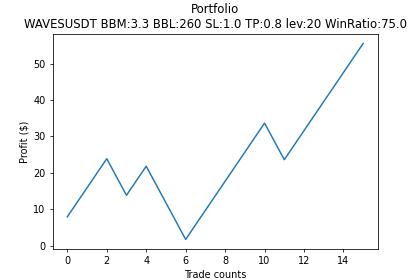 Portfolio
WAVESUSDT BBM:3.3 BBL:260 SL:1.0 TP:0.8 lev:20 WinRatio:75.0
50
40
30
20
10
0
Profit ($)
0 2 4 6 8 10 12 14
Trade counts